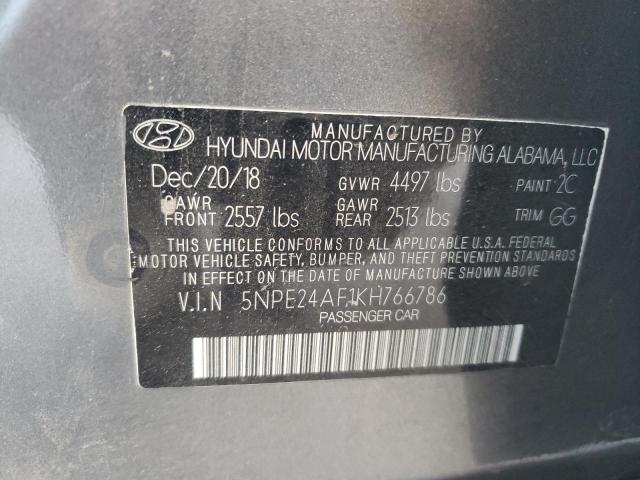 MANUFACTURED BY
HYUNDAI MOTOR MANUFACTURING ALABAMA, LLC
Dec/20/18 GVWR 4497 lbs PAINT 2C
GAWR FRONT 2557 lbs GAWR REAR 2513 lbs TRIM GG
THIS VEHICLE CONFORMS TO ALL APPLICABLE U.S.A. FEDERAL
MOTOR VEHICLE SAFETY, BUMPER, AND THEFT PREVENTION STANDARDS
IN EFFECT ON THE DATE OF MANUFACTURE SHOWN ABOVE.
V.I.N 5NPE24AF1KH766786
PASSENGER CAR